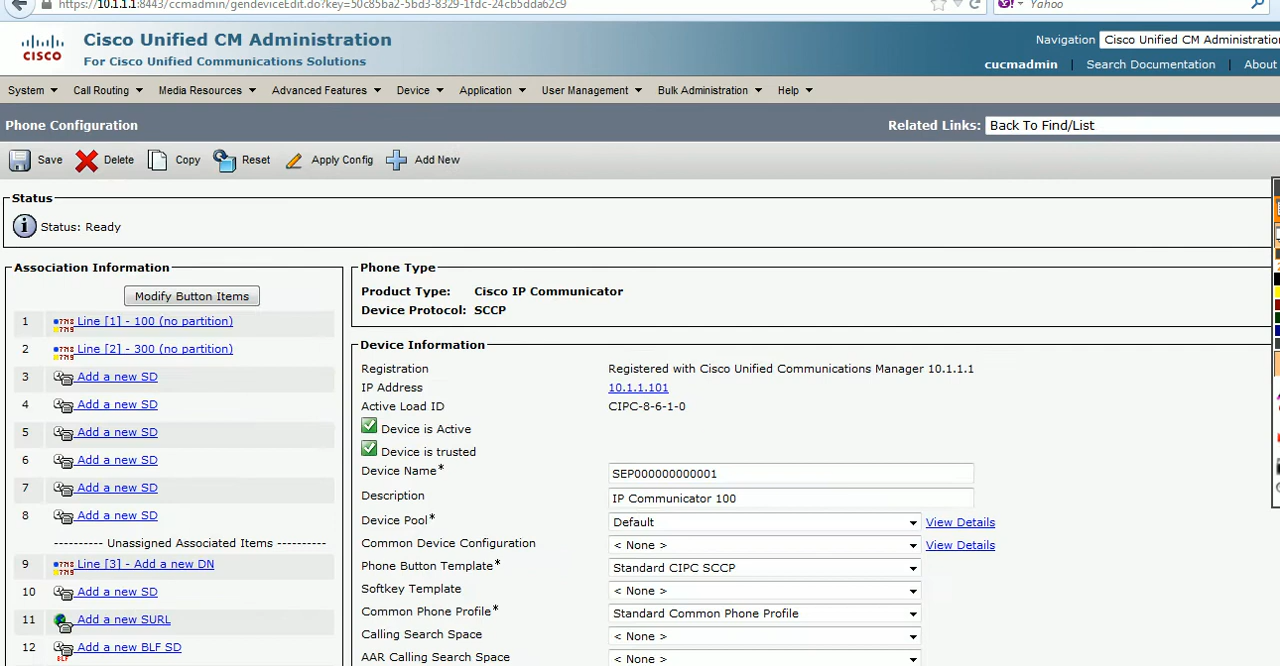 https://10.1.1.1:8443/ccmadmin/gendeviceEdit.do?key=50c85ba2-5bd3-8329-1fdc-24cb5dda62c9
Yahoo
CISCO
Cisco Unified CM Administration
For Cisco Unified Communications Solutions
Navigation Cisco Unified CM Administration
cucmadmin | Search Documentation | About
System Call Routing Media Resources Advanced Features Device Application User Management Bulk Administration Help
Phone Configuration
Related Links: Back To Find/List
Save Delete Copy Reset Apply Config Add New
Status
Status: Ready
Association Information
Modify Button Items
1 Line [1] - 100 (no partition)
2 Line [2] - 300 (no partition)
3 Add a new SD
4 Add a new SD
5 Add a new SD
6 Add a new SD
7 Add a new SD
8 Add a new SD
---------- Unassigned Associated Items ----------
9 Line [3] - Add a new DN
10 Add a new SD
11 Add a new SURL
12 Add a new BLF SD
Phone Type
Product Type: Cisco IP Communicator
Device Protocol: SCCP
Device Information
Registration Registered with Cisco Unified Communications Manager 10.1.1.1
IP Address 10.1.1.101
Active Load ID CIPC-8-6-1-0
Device is Active
Device is trusted
Device Name* SEP000000000001
Description IP Communicator 100
Device Pool* Default View Details
Common Device Configuration < None > View Details
Phone Button Template* Standard CIPC SCCP
Softkey Template < None >
Common Phone Profile* Standard Common Phone Profile
Calling Search Space < None >
AAR Calling Search Space < None >